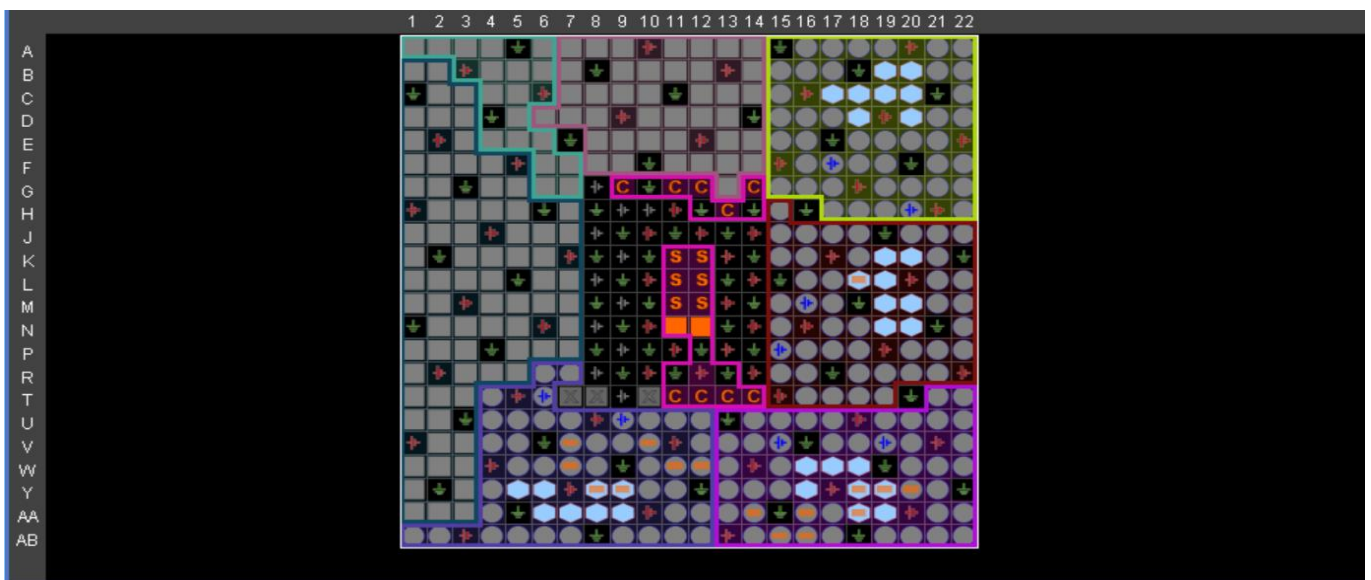 1 2 3 4 5 6 7 8 9 10 11 12 13 14 15 16 17 18 19 20 21 22
A
B
C
D
E
F
G C C C C
H C
J
K S S
L S S
M S S
N
P
R
T C C C C
U
V
W
Y
AA
AB